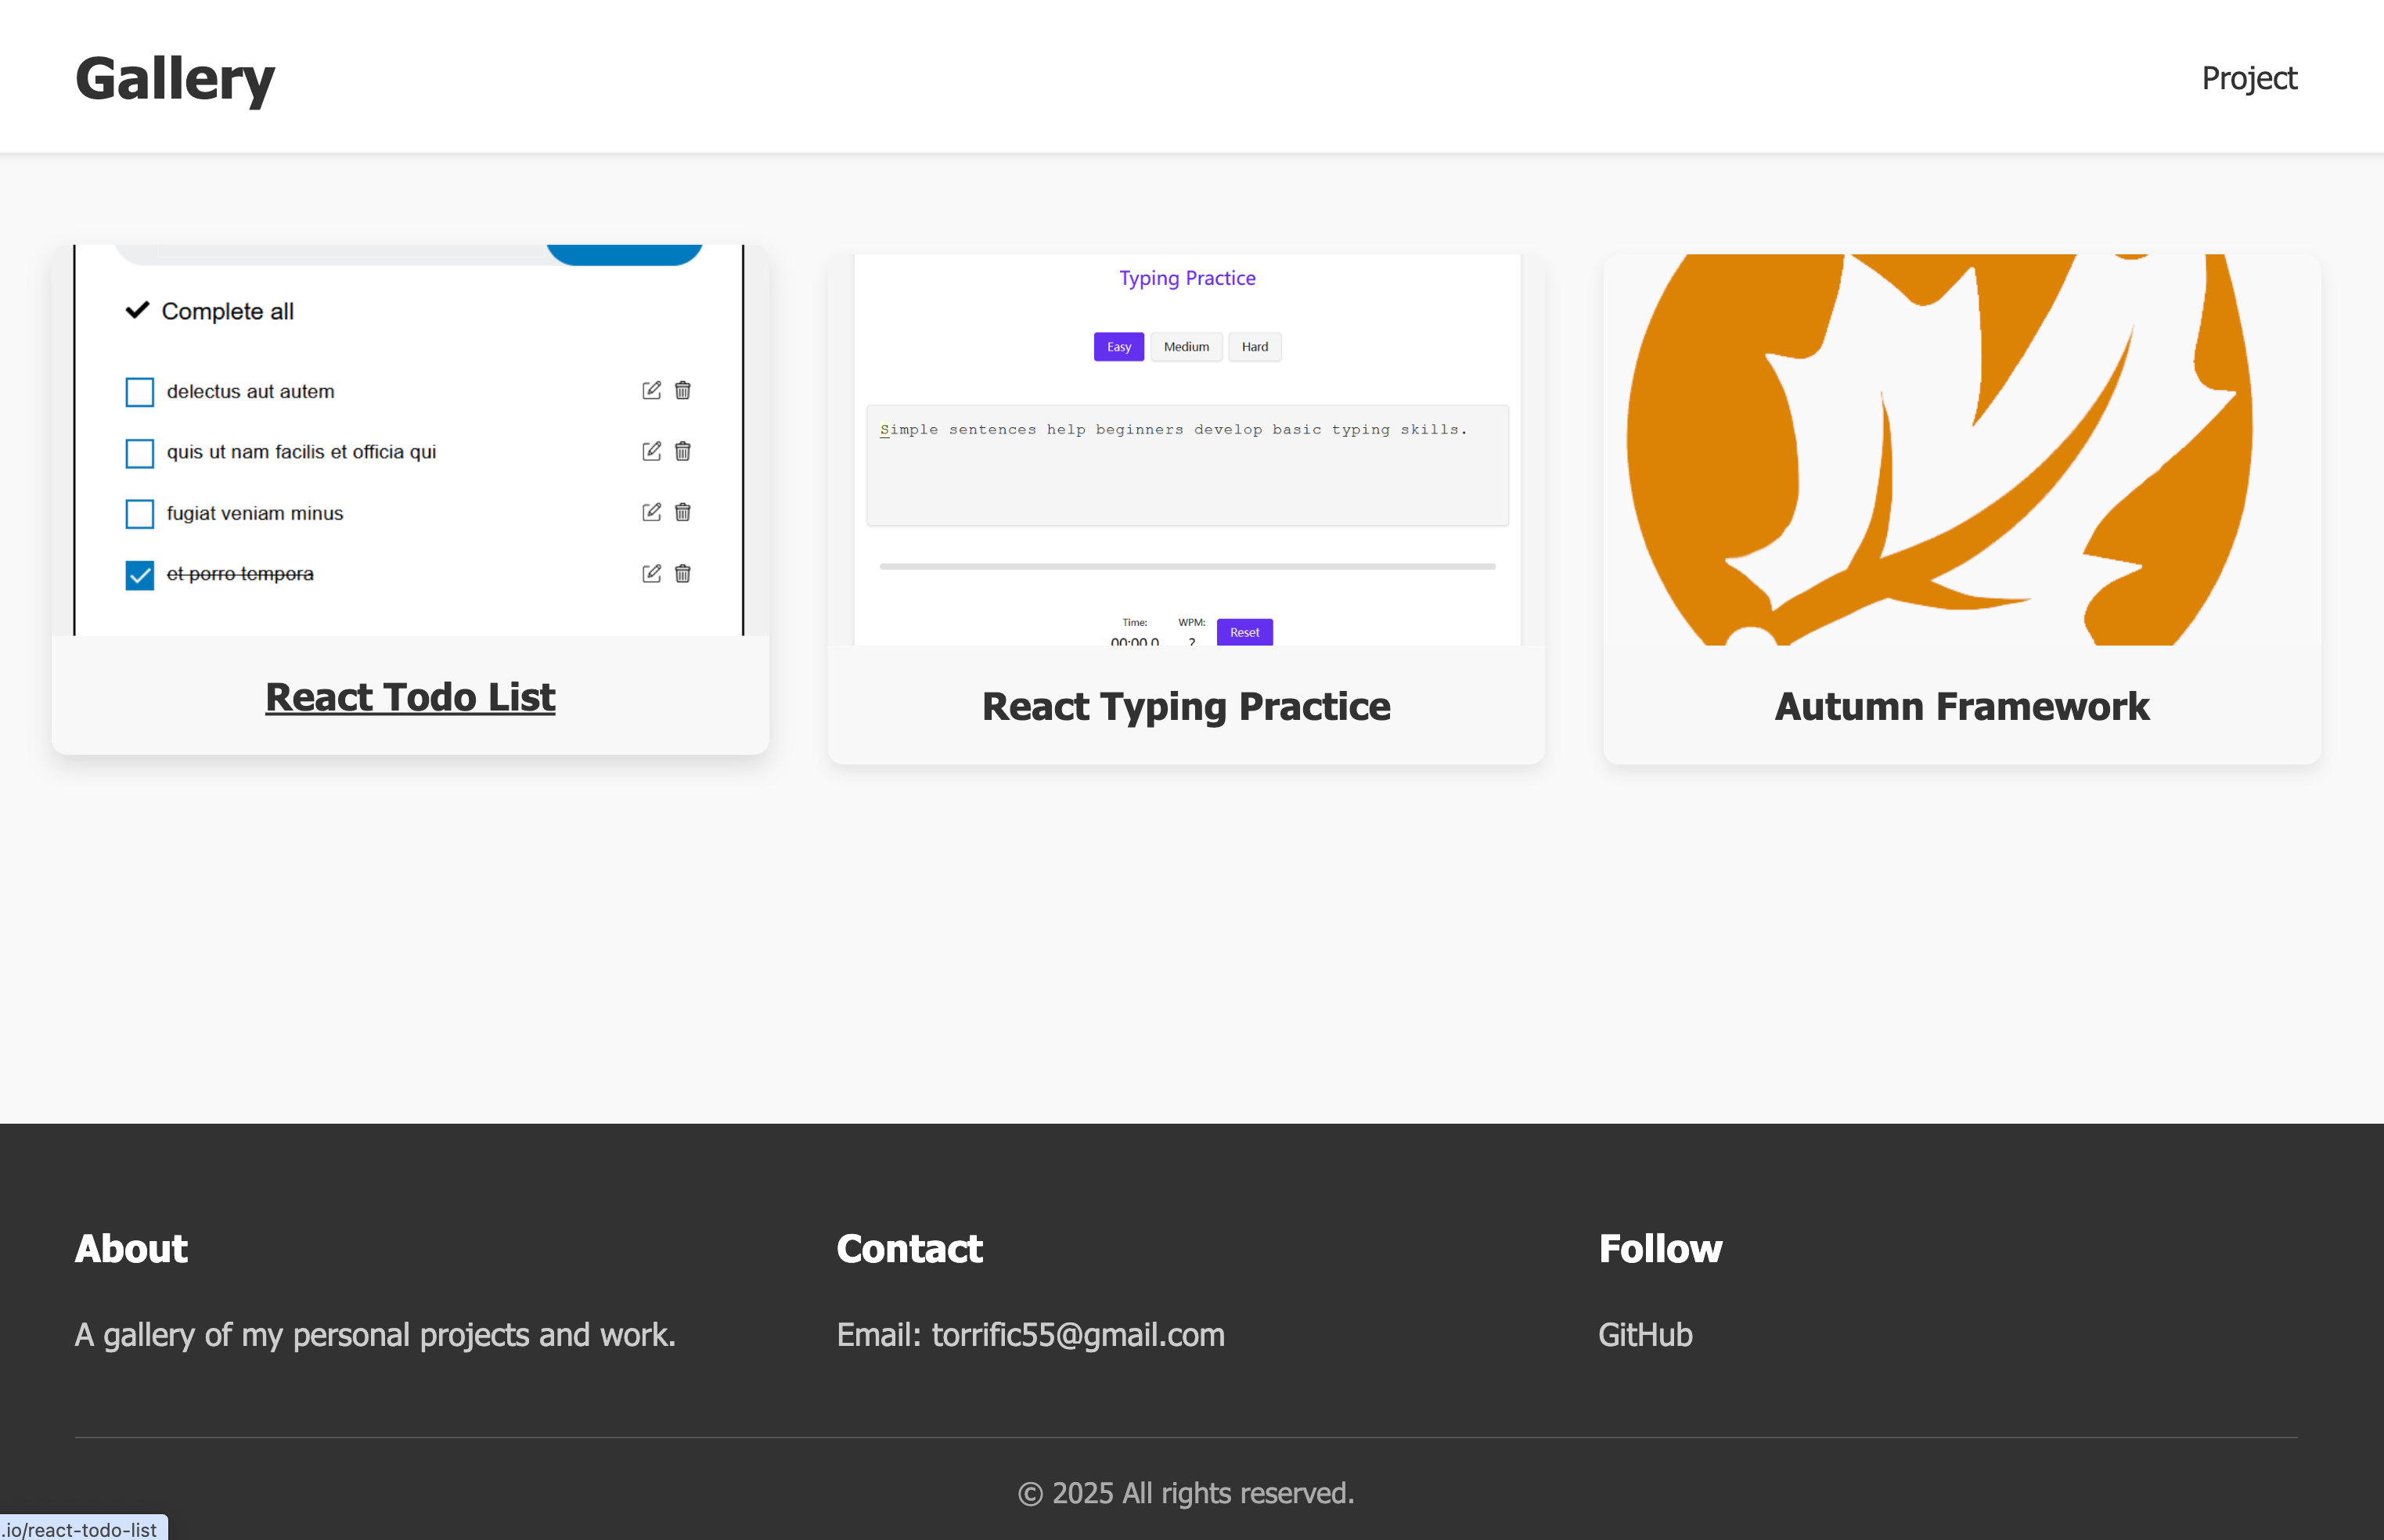 Gallery
Project
Complete all
delectus aut autem
quis ut nam facilis et officia qui
fugiat veniam minus
et porro tempora
React Todo List
Typing Practice
Easy Medium Hard
Simple sentences help beginners develop basic typing skills.
Time: WPM: Reset
00:00.0 ?
React Typing Practice
Autumn Framework
About
A gallery of my personal projects and work.
Contact
Email: torrific55@gmail.com
Follow
GitHub
© 2025 All rights reserved.
.io/react-todo-list